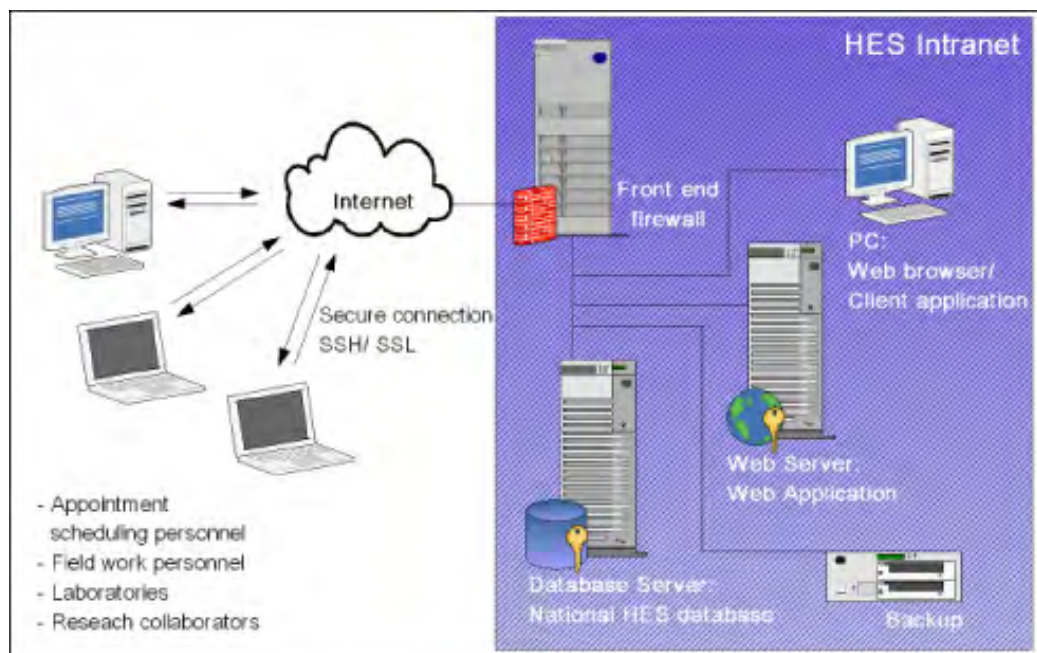 HES Intranet
Internet
Front end
firewall
PC:
Web browser/
Client application
Secure connection
SSH/ SSL
Web Server:
Web Application
- Appointment
scheduling personnel
- Field work personnel
- Laboratories
- Reseach collaborators
Database Server:
National HES database
Backup